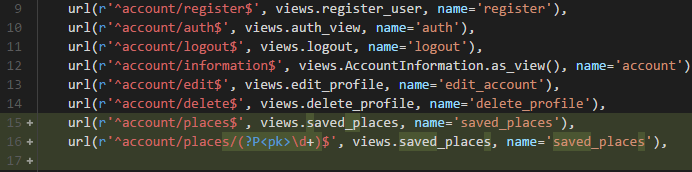 9 url(r'^account/register$', views.register_user, name='register'),
10 url(r'^account/auth$', views.auth_view, name='auth'),
11 url(r'^account/logout$', views.logout, name='logout'),
12 url(r'^account/information$', views.AccountInformation.as_view(), name='account')
13 url(r'^account/edit$', views.edit_profile, name='edit_account'),
14 url(r'^account/delete$', views.delete_profile, name='delete_profile'),
15 + url(r'^account/places$', views.saved_places, name='saved_places'),
16 + url(r'^account/places/(?P<pk>\d+)$', views.saved_places, name='saved_places'),
17 +